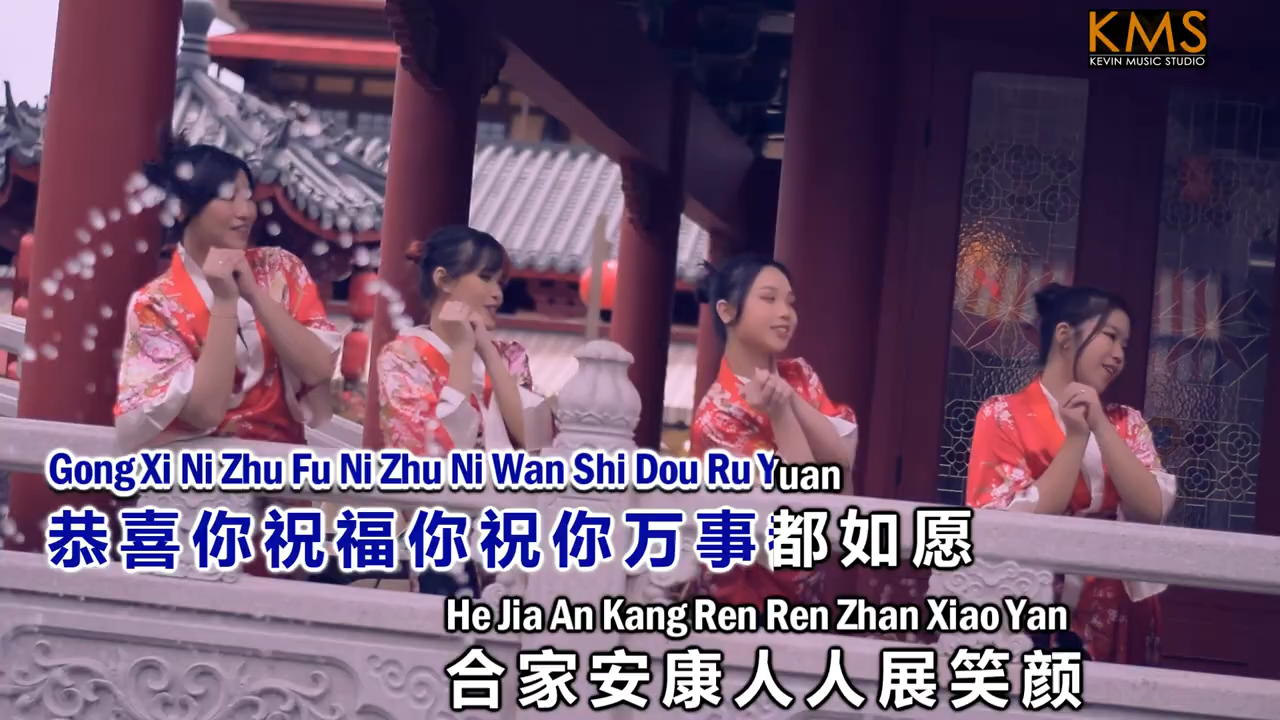 KMS
KEVIN MUSIC STUDIO
Gong Xi Ni Zhu Fu Ni Zhu Ni Wan Shi Dou Ru Yuan
恭喜你祝福你祝你万事都如愿
He Jia An Kang Ren Ren Zhan Xiao Yan
合家安康人人展笑颜